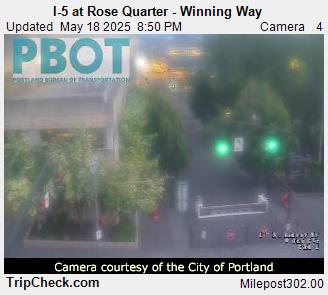 I-5 at Rose Quarter - Winning Way
Updated  May 18 2025  8:50 PM  Camera  4
PBOT
PORTLAND BUREAU OF TRANSPORTATION
Camera courtesy of the City of Portland
TripCheck.com  Milepost302.00